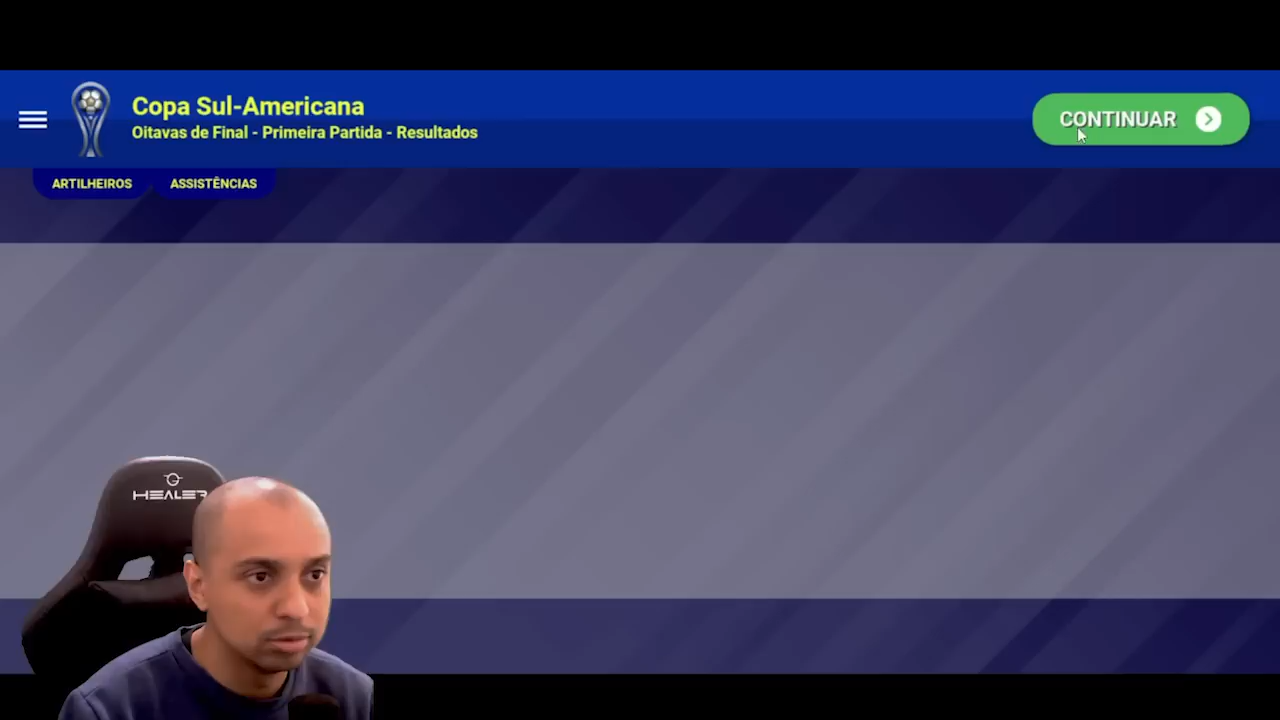 Copa Sul-Americana
Oitavas de Final - Primeira Partida - Resultados
CONTINUAR
ARTILHEIROS
ASSISTÊNCIAS
HEALER